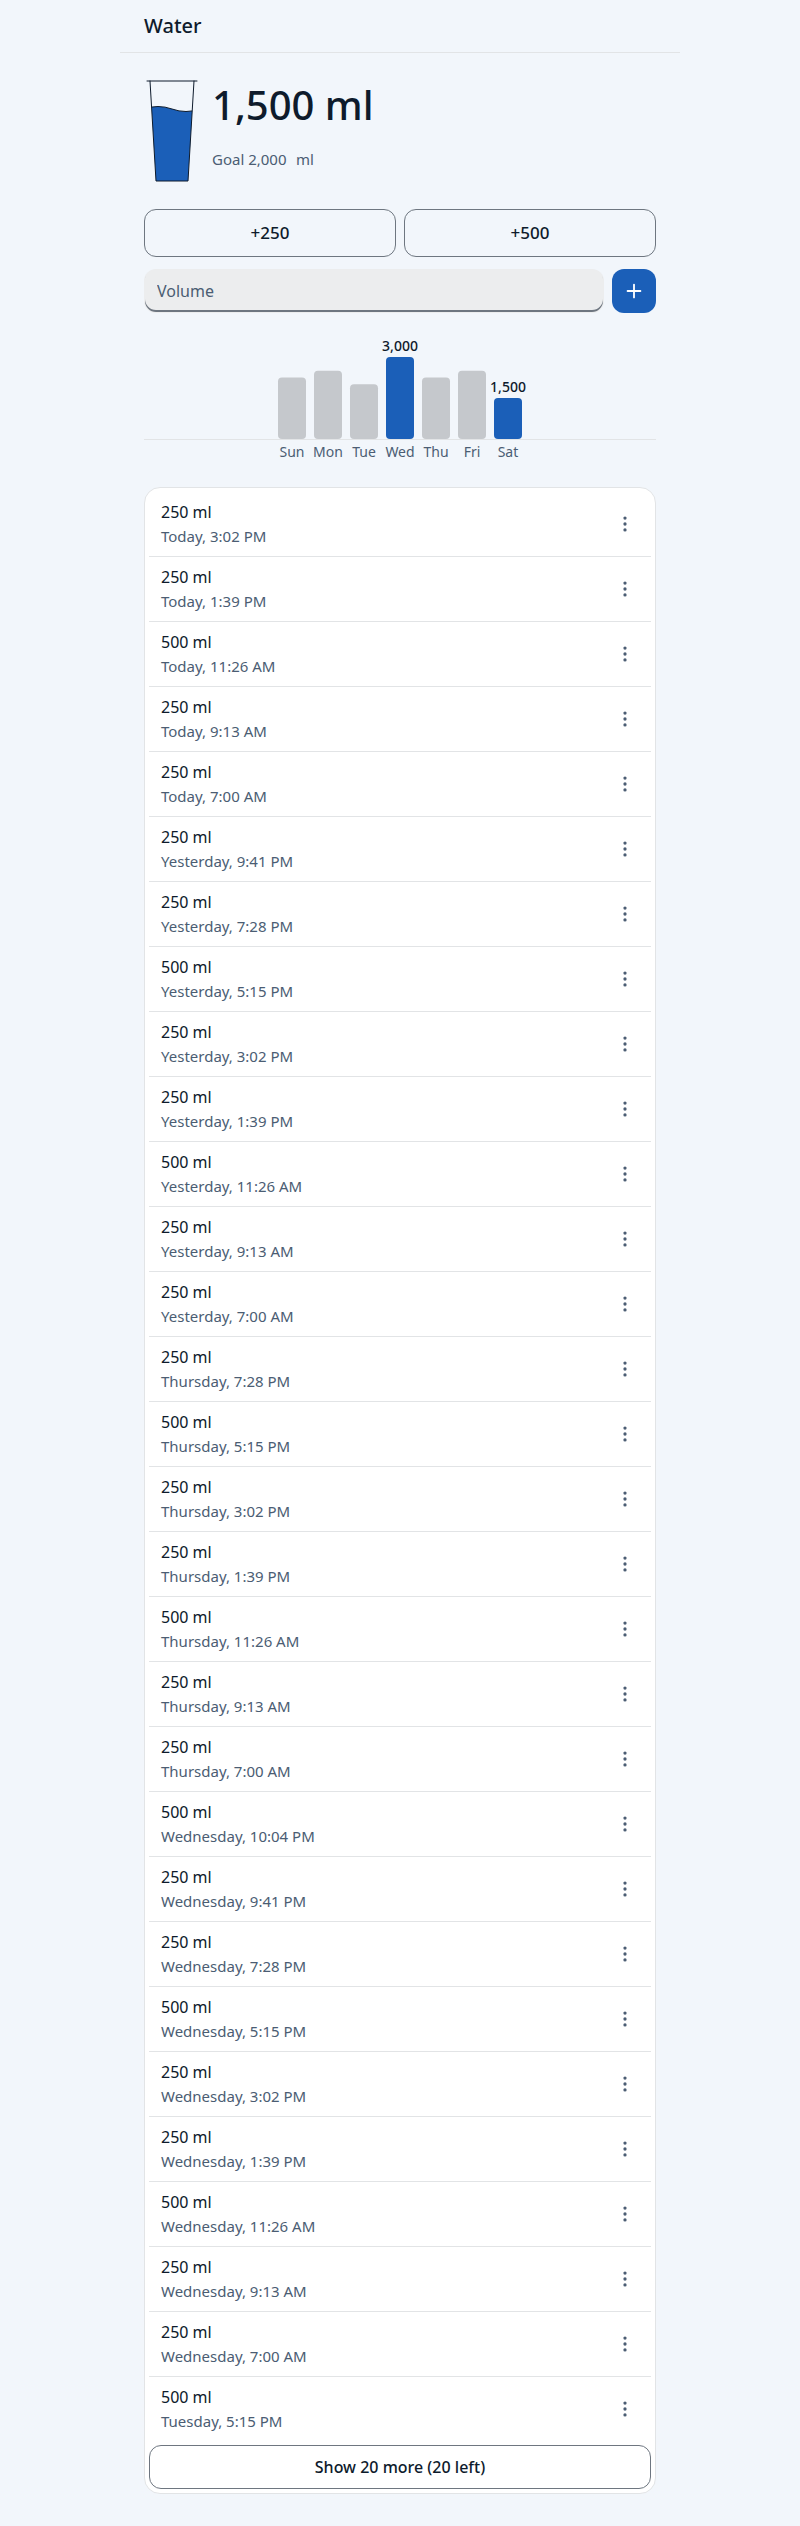 Water
1,500 ml
Goal 2,000 ml
+250
+500
Volume
3,000
1,500
Sun Mon Tue Wed Thu Fri Sat
250 ml
Today, 3:02 PM
250 ml
Today, 1:39 PM
500 ml
Today, 11:26 AM
250 ml
Today, 9:13 AM
250 ml
Today, 7:00 AM
250 ml
Yesterday, 9:41 PM
250 ml
Yesterday, 7:28 PM
500 ml
Yesterday, 5:15 PM
250 ml
Yesterday, 3:02 PM
250 ml
Yesterday, 1:39 PM
500 ml
Yesterday, 11:26 AM
250 ml
Yesterday, 9:13 AM
250 ml
Yesterday, 7:00 AM
250 ml
Thursday, 7:28 PM
500 ml
Thursday, 5:15 PM
250 ml
Thursday, 3:02 PM
250 ml
Thursday, 1:39 PM
500 ml
Thursday, 11:26 AM
250 ml
Thursday, 9:13 AM
250 ml
Thursday, 7:00 AM
500 ml
Wednesday, 10:04 PM
250 ml
Wednesday, 9:41 PM
250 ml
Wednesday, 7:28 PM
500 ml
Wednesday, 5:15 PM
250 ml
Wednesday, 3:02 PM
250 ml
Wednesday, 1:39 PM
500 ml
Wednesday, 11:26 AM
250 ml
Wednesday, 9:13 AM
250 ml
Wednesday, 7:00 AM
500 ml
Tuesday, 5:15 PM
Show 20 more (20 left)